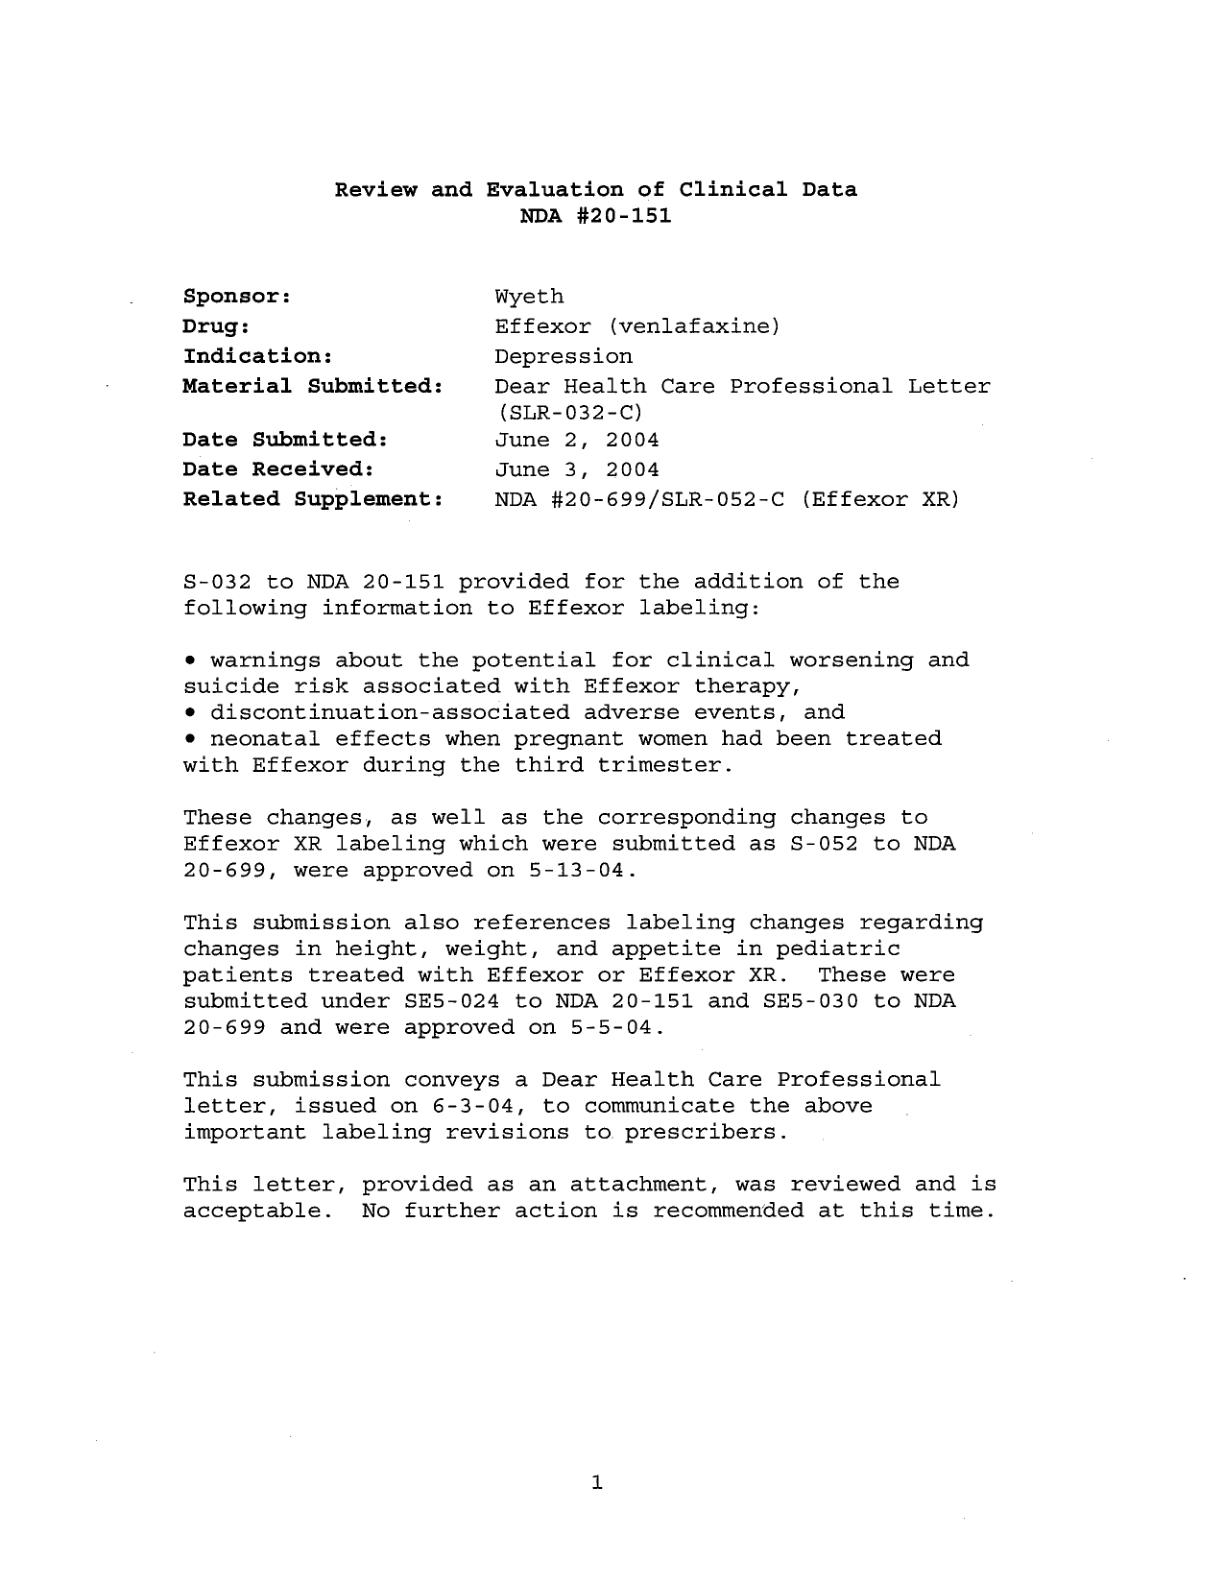 Review and Evaluation of Clinical Data
NDA #20-151
Sponsor: Wyeth
Drug: Effexor (venlafaxine)
Indication: Depression
Material Submitted: Dear Health Care Professional Letter
(SLR-032-C)
Date Submitted: June 2, 2004
Date Received: June 3, 2004
Related Supplement: NDA #20-699/SLR-052-C (Effexor XR)
S-032 to NDA 20-151 provided for the addition of the
following information to Effexor labeling:
• warnings about the potential for clinical worsening and
suicide risk associated with Effexor therapy,
• discontinuation-associated adverse events, and
• neonatal effects when pregnant women had been treated
with Effexor during the third trimester.
These changes, as well as the corresponding changes to
Effexor XR labeling which were submitted as S-052 to NDA
20-699, were approved on 5-13-04.
This submission also references labeling changes regarding
changes in height, weight, and appetite in pediatric
patients treated with Effexor or Effexor XR. These were
submitted under SE5-024 to NDA 20-151 and SE5-030 to NDA
20-699 and were approved on 5-5-04.
This submission conveys a Dear Health Care Professional
letter, issued on 6-3-04, to communicate the above
important labeling revisions to prescribers.
This letter, provided as an attachment, was reviewed and is
acceptable. No further action is recommended at this time.
1